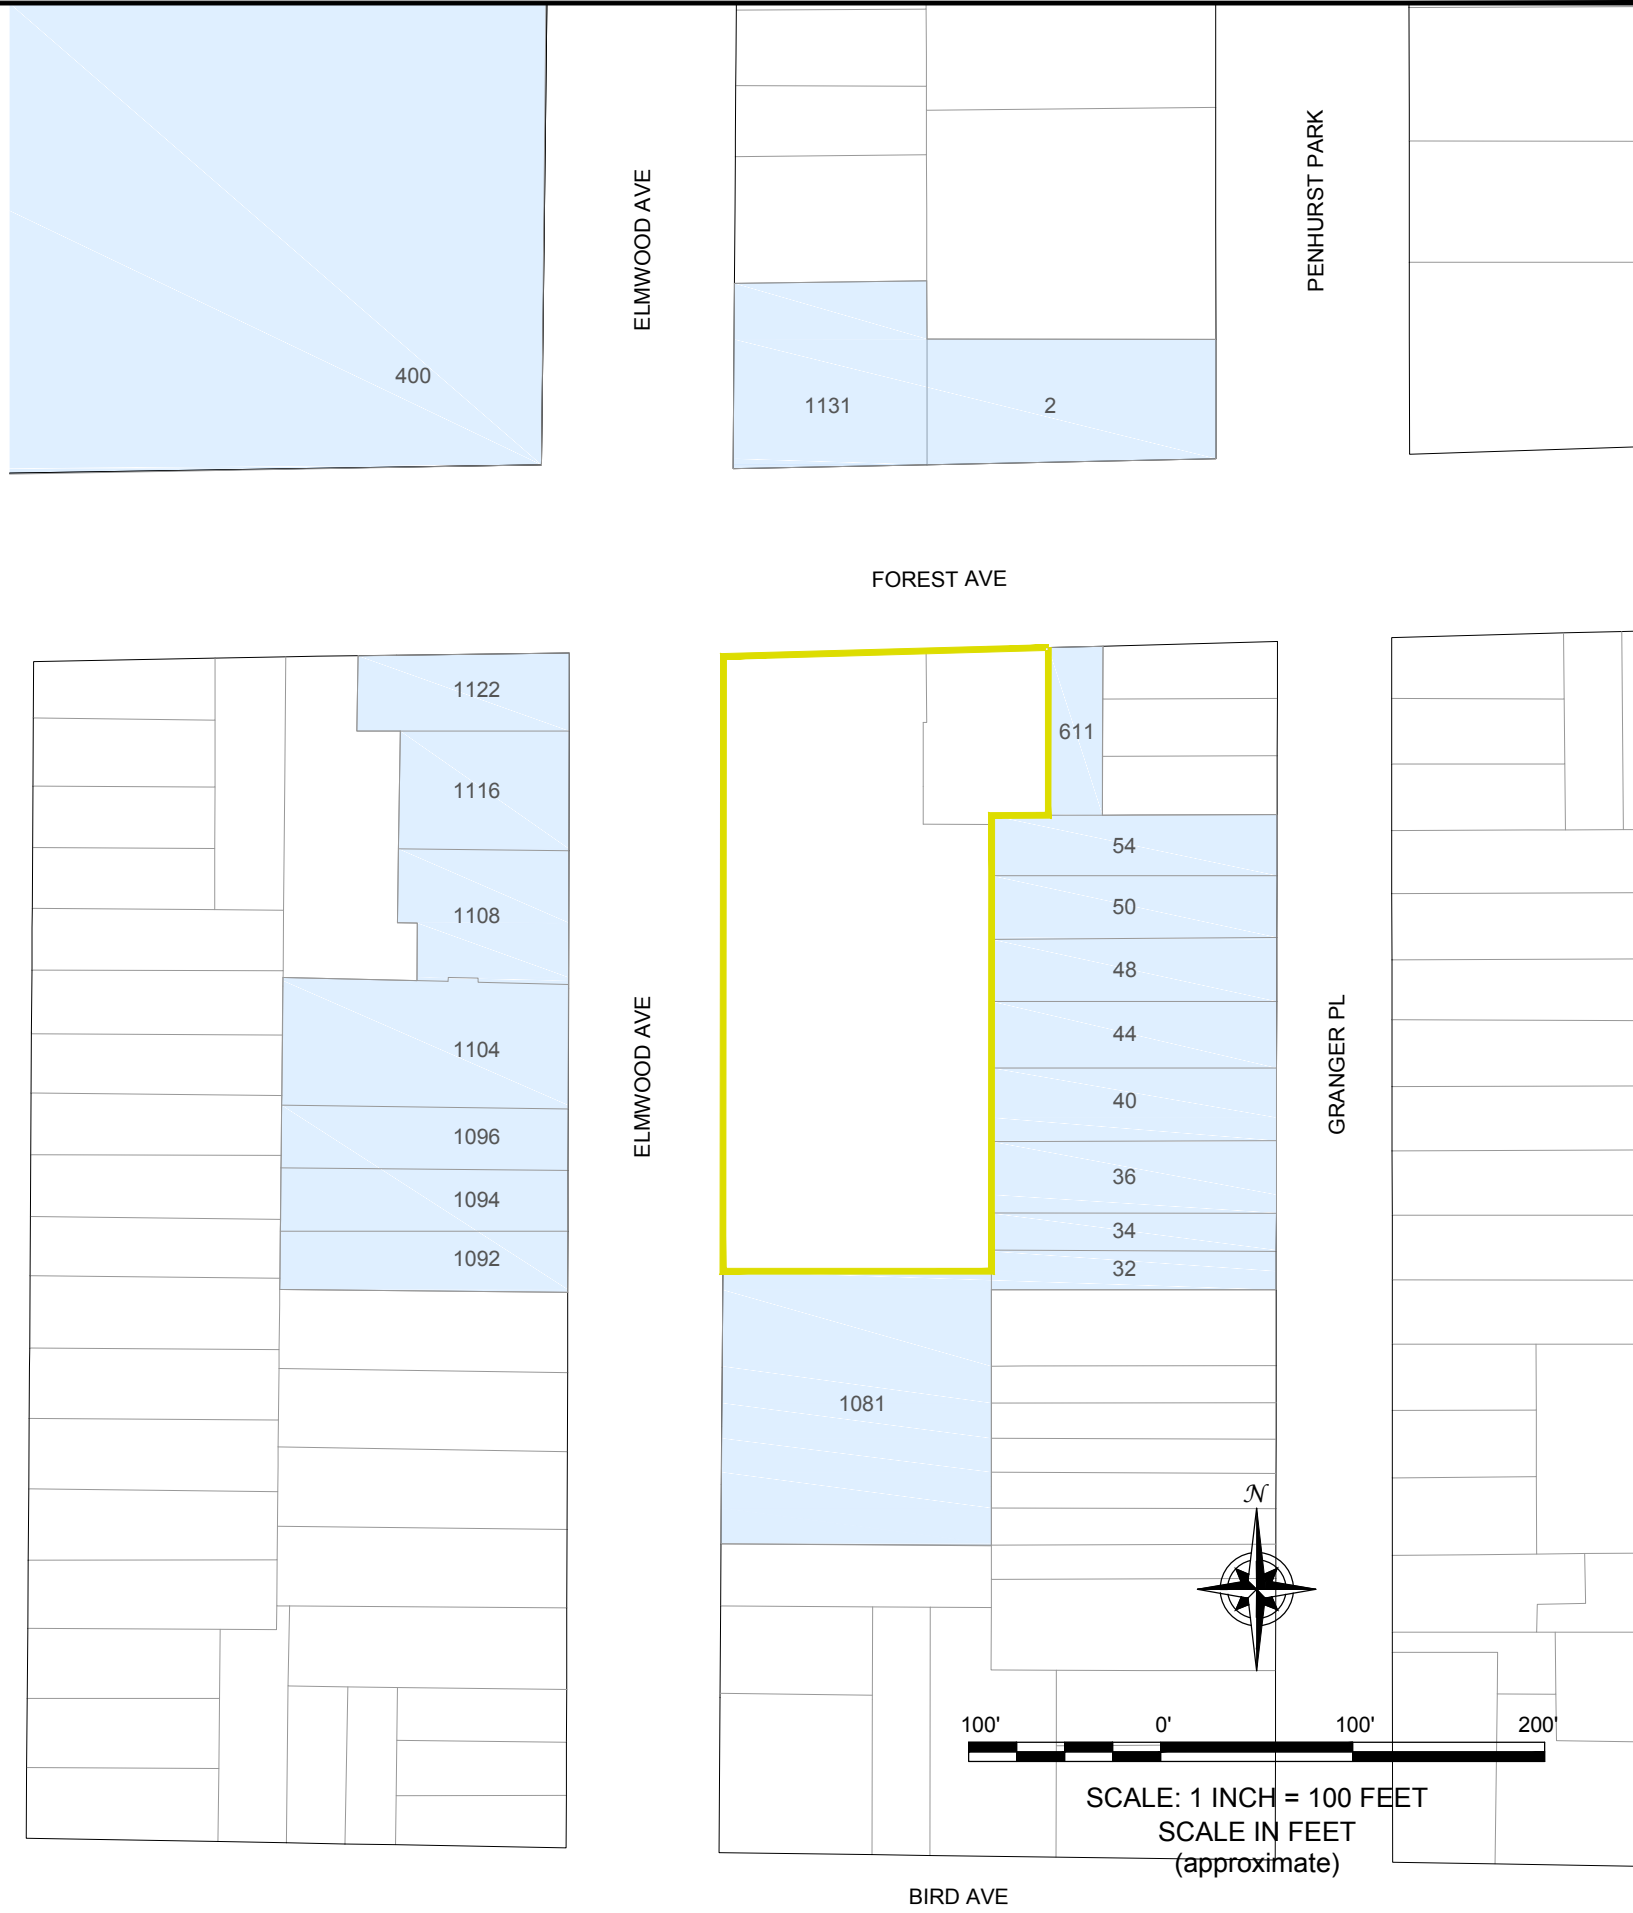 PENHURST PARK
ELMWOOD AVE
400
1131
2
FOREST AVE
1122
611
1116
54
50
1108
48
44
ELMWOOD AVE
GRANGER PL
1104
40
1096
36
1094
34
1092
32
1081
N
100' 0' 100' 200'
SCALE: 1 INCH = 100 FEET
SCALE IN FEET
(approximate)
BIRD AVE